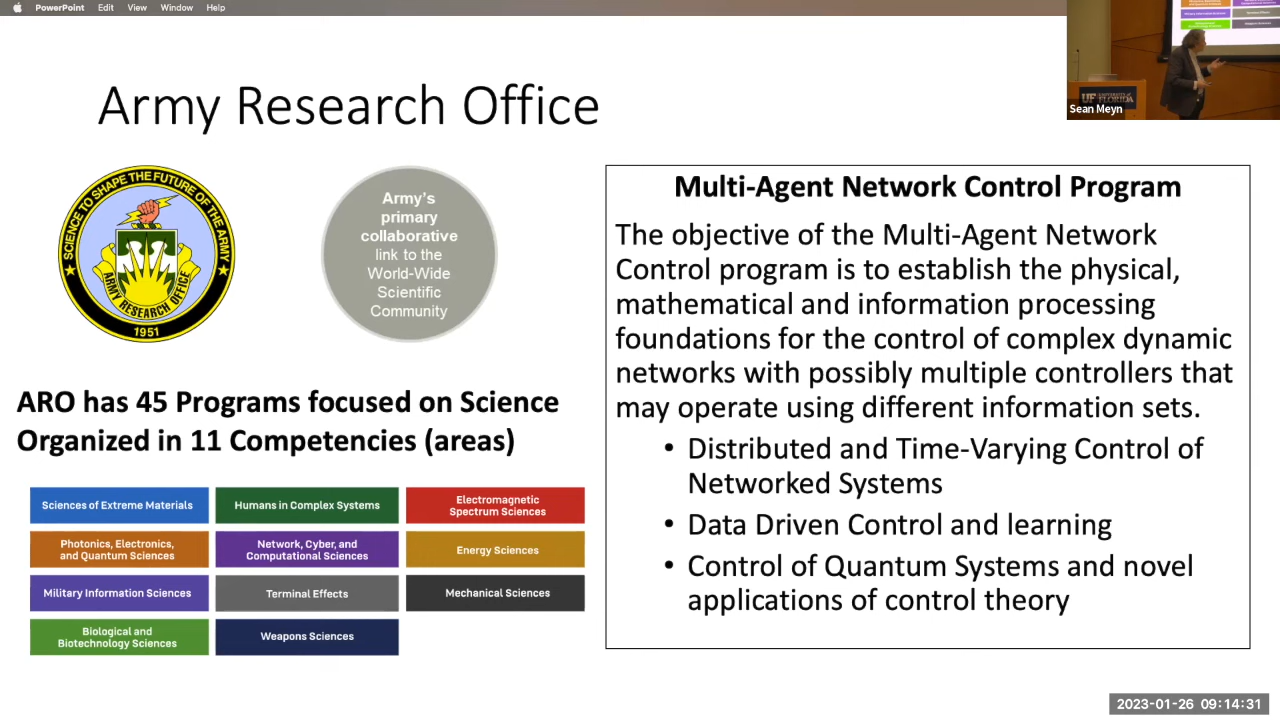 PowerPoint Edit View Window Help
Army Research Office
SCIENCE TO SHAPE THE FUTURE OF THE ARMY
ARMY RESEARCH OFFICE
1951
Army's
primary
collaborative
link to the
World-Wide
Scientific
Community
ARO has 45 Programs focused on Science
Organized in 11 Competencies (areas)
Sciences of Extreme Materials
Humans in Complex Systems
Electromagnetic
Spectrum Sciences
Photonics, Electronics,
and Quantum Sciences
Network, Cyber, and
Computational Sciences
Energy Sciences
Military Information Sciences
Terminal Effects
Mechanical Sciences
Biological and
Biotechnology Sciences
Weapons Sciences
Multi-Agent Network Control Program
The objective of the Multi-Agent Network
Control program is to establish the physical,
mathematical and information processing
foundations for the control of complex dynamic
networks with possibly multiple controllers that
may operate using different information sets.
• Distributed and Time-Varying Control of
Networked Systems
• Data Driven Control and learning
• Control of Quantum Systems and novel
applications of control theory
UF UNIVERSITY of
FLORIDA
Sean Meyn
2023-01-26 09:14:31